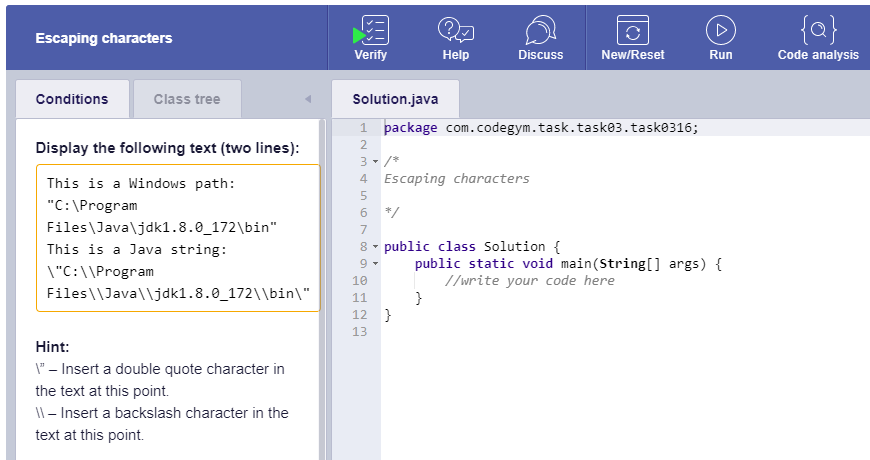 Escaping characters
Verify
Help
Discuss
New/Reset
Run
Code analysis
Conditions
Class tree
Solution.java
Display the following text (two lines):
This is a Windows path:
"C:\Program
Files\Java\jdk1.8.0_172\bin"
This is a Java string:
\"C:\\Program
Files\\Java\\jdk1.8.0_172\\bin\"
Hint:
\" – Insert a double quote character in
the text at this point.
\\ – Insert a backslash character in the
text at this point.
1 package com.codegym.task.task03.task0316;
2
3 /*
4 Escaping characters
5
6 */
7
8 public class Solution {
9     public static void main(String[] args) {
10         //write your code here
11     }
12 }
13